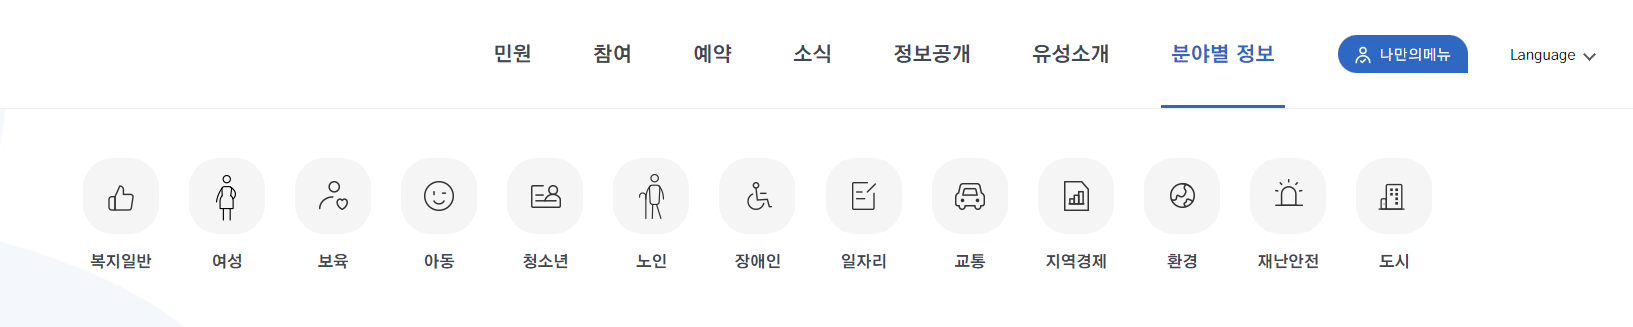 민원 참여 예약 소식 정보공개 유성소개 분야별 정보 나만의메뉴 Language
복지일반 여성 보육 아동 청소년 노인 장애인 일자리 교통 지역경제 환경 재난안전 도시